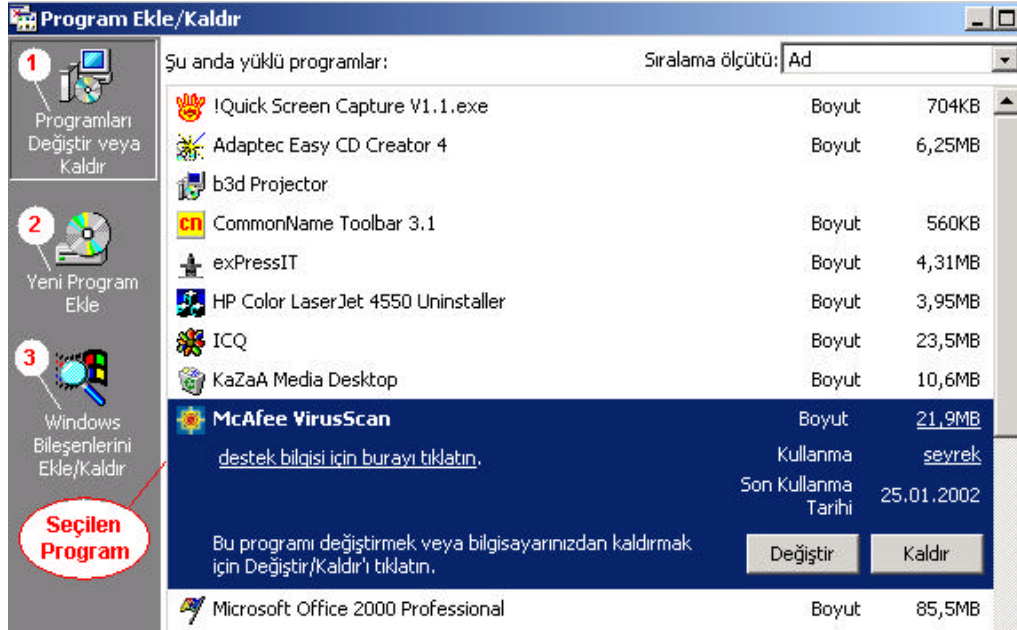 Program Ekle/Kaldır
1
Programları
Değiştir veya
Kaldır
2
Yeni Program
Ekle
3
Windows
Bileşenlerini
Ekle/Kaldır
Seçilen
Program
Şu anda yüklü programlar: Sıralama ölçütü: Ad
!Quick Screen Capture V1.1.exe Boyut 704KB
Adaptec Easy CD Creator 4 Boyut 6,25MB
b3d Projector
cn CommonName Toolbar 3.1 Boyut 560KB
exPressIT Boyut 4,31MB
HP Color LaserJet 4550 Uninstaller Boyut 3,95MB
ICQ Boyut 23,5MB
KaZaA Media Desktop Boyut 10,6MB
McAfee VirusScan Boyut 21,9MB
destek bilgisi için burayı tıklatın. Kullanma seyrek
Son Kullanma
Tarihi 25.01.2002
Bu programı değiştirmek veya bilgisayarınızdan kaldırmak
için Değiştir/Kaldır'ı tıklatın.
Değiştir Kaldır
Microsoft Office 2000 Professional Boyut 85,5MB